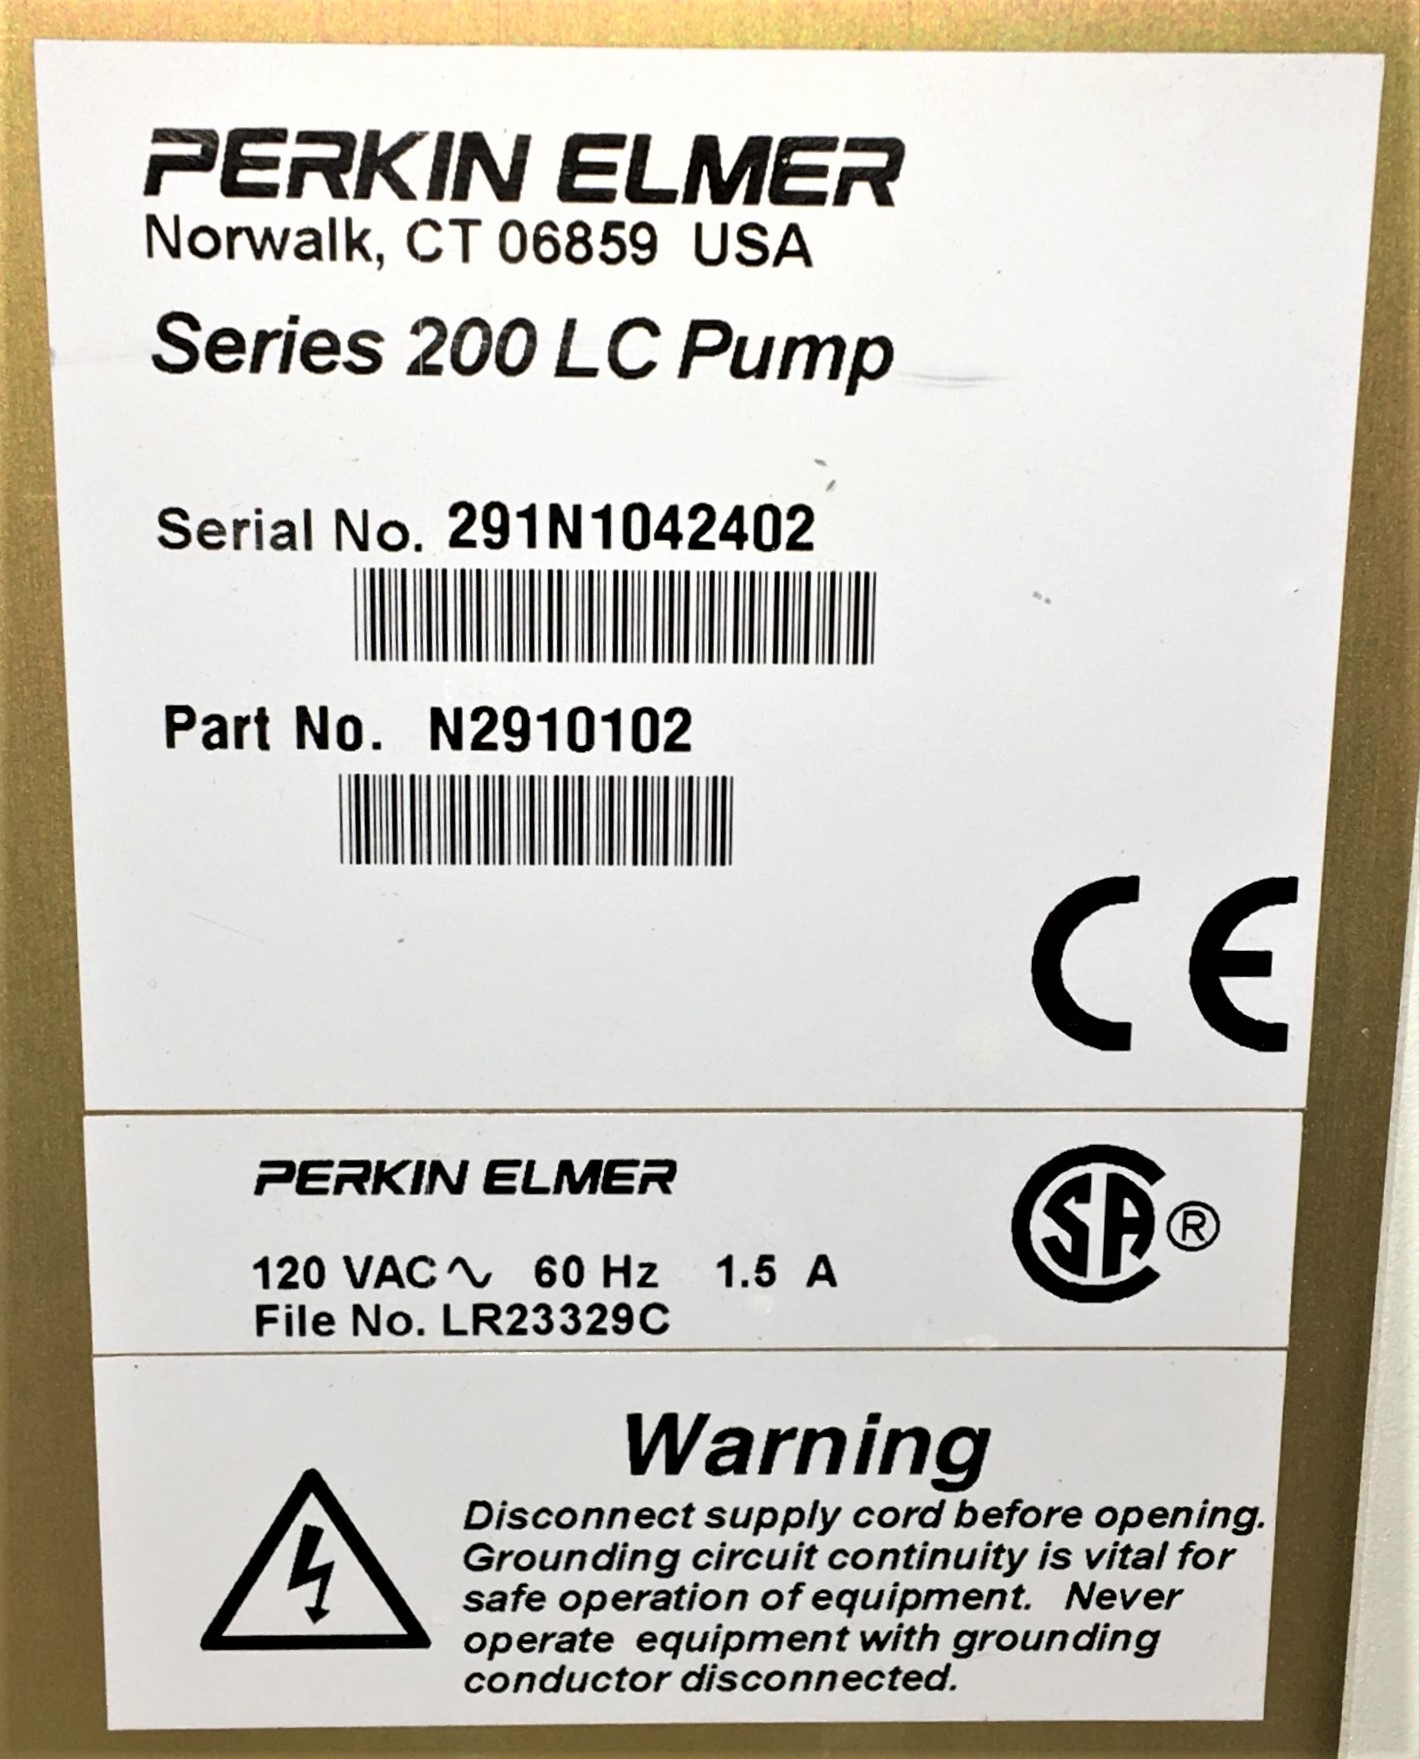 PERKIN ELMER
Norwalk, CT 06859 USA
Series 200 LC Pump
Serial No. 291N1042402
Part No. N2910102
CE
PERKIN ELMER
120 VAC∿ 60 Hz 1.5 A
File No. LR23329C
CSA®
Warning
Disconnect supply cord before opening.
Grounding circuit continuity is vital for
safe operation of equipment. Never
operate equipment with grounding
conductor disconnected.